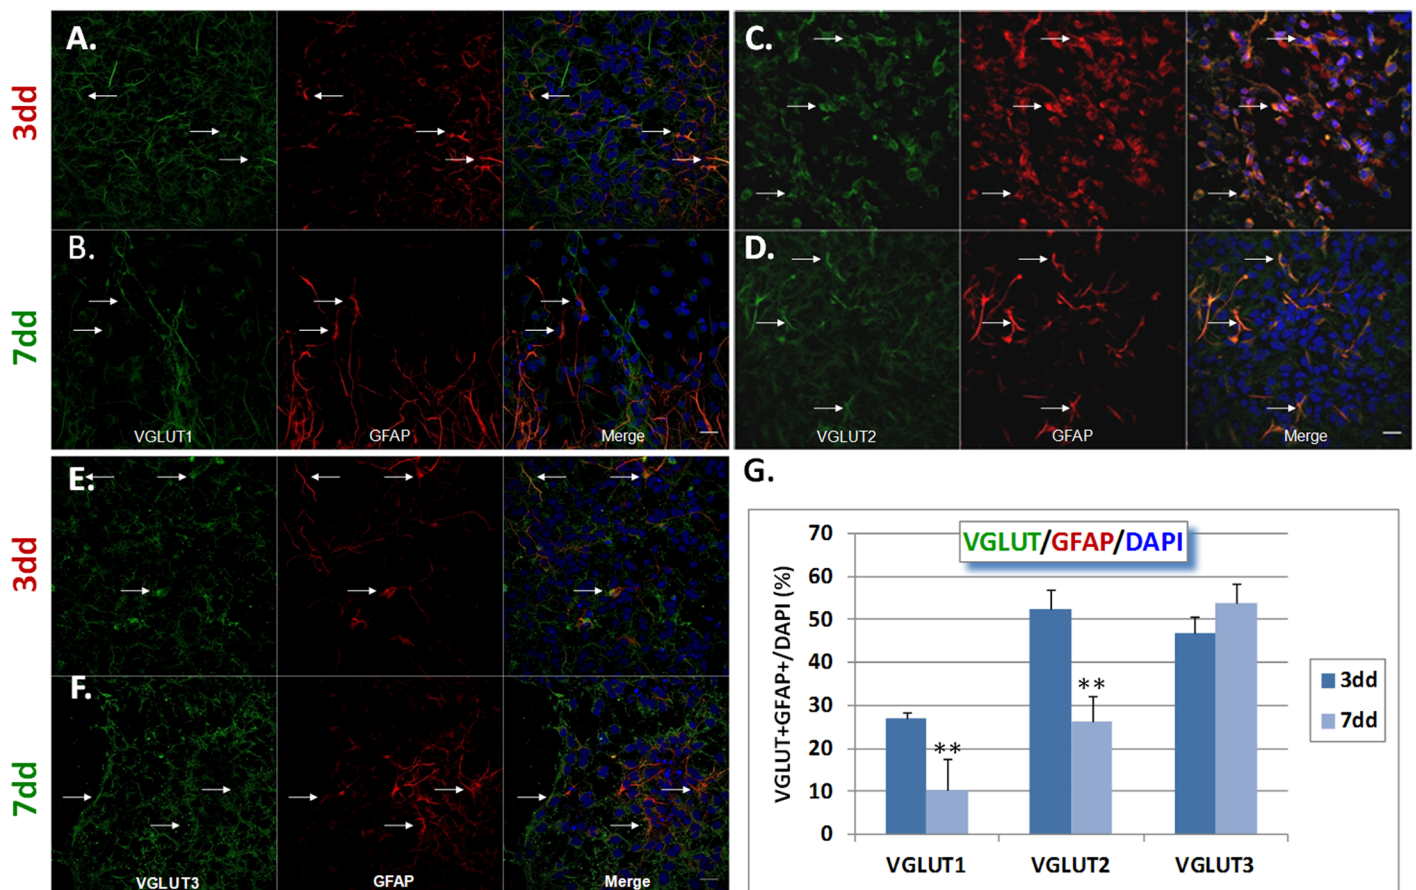 A.
C.
3dd
B.
D.
7dd
VGLUT1 GFAP Merge
VGLUT2 GFAP Merge
E.
G.
3dd
F.
7dd
VGLUT3 GFAP Merge
VGLUT/GFAP/DAPI
VGLUT+GFAP+/DAPI (%)
70
60
50
40
30
20
10
0
**
**
VGLUT1 VGLUT2 VGLUT3
3dd
7dd